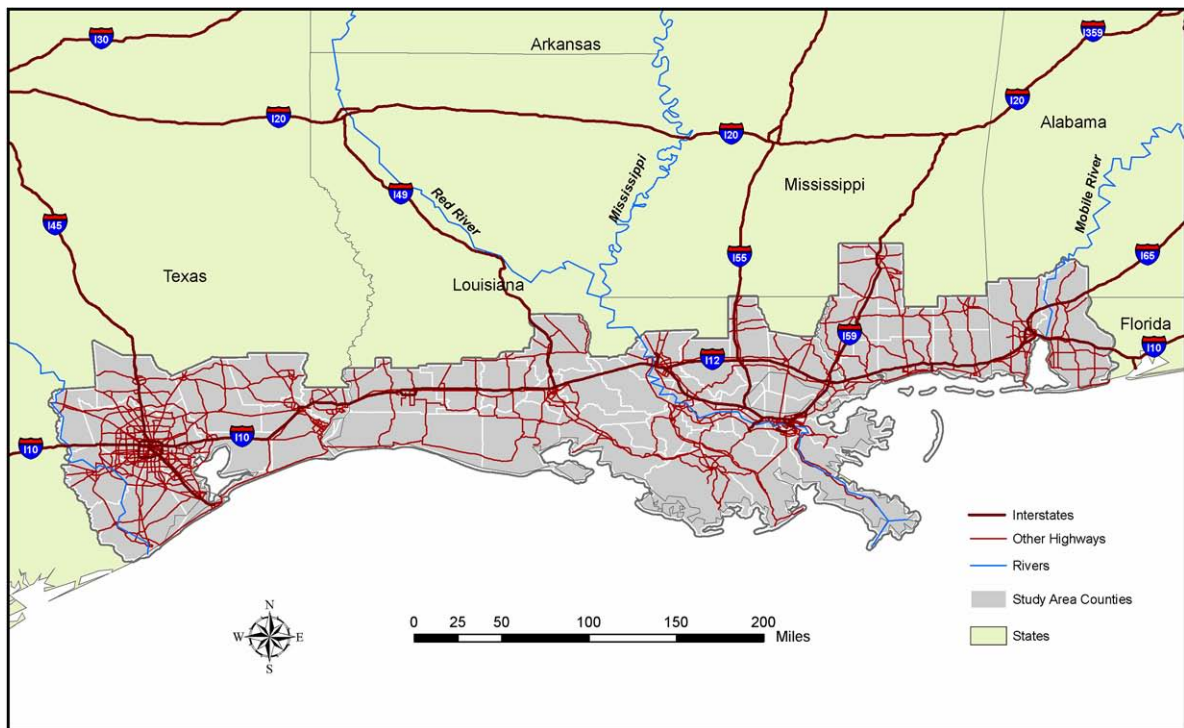 I30
Arkansas
I359
I20
I20
I20
Alabama
Mississippi
I49
Red River
Mississippi
Mobile River
I45
I55
I65
Texas
Louisiana
I59
Florida
I12
I10
I10
I10
Interstates
Other Highways
Rivers
Study Area Counties
States
N
W E
S
0 25 50 100 150 200
Miles